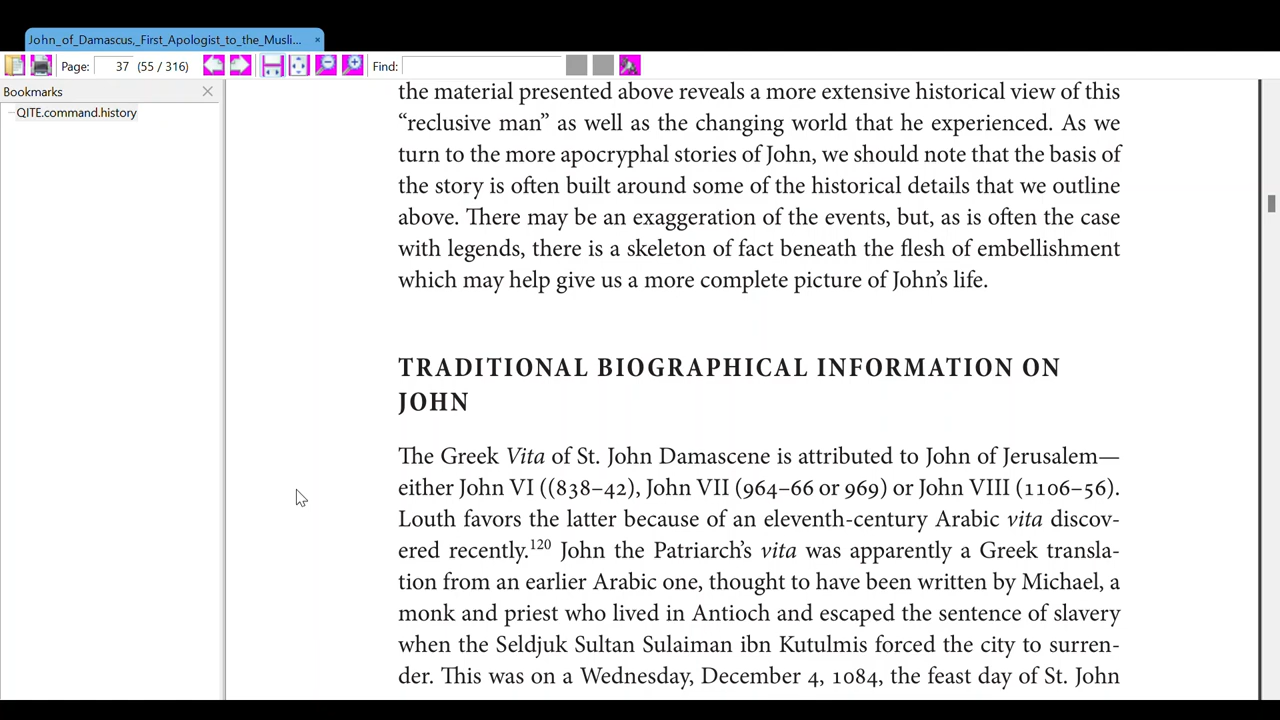 John_of_Damascus,_First_Apologist_to_the_Musli... ×
Page: 37 (55 / 316) Find:
Bookmarks
QITE.command.history
the material presented above reveals a more extensive historical view of this
“reclusive man” as well as the changing world that he experienced. As we
turn to the more apocryphal stories of John, we should note that the basis of
the story is often built around some of the historical details that we outline
above. There may be an exaggeration of the events, but, as is often the case
with legends, there is a skeleton of fact beneath the flesh of embellishment
which may help give us a more complete picture of John’s life.
TRADITIONAL BIOGRAPHICAL INFORMATION ON
JOHN
The Greek Vita of St. John Damascene is attributed to John of Jerusalem—
either John VI ((838–42), John VII (964–66 or 969) or John VIII (1106–56).
Louth favors the latter because of an eleventh-century Arabic vita discov-
ered recently.120 John the Patriarch’s vita was apparently a Greek transla-
tion from an earlier Arabic one, thought to have been written by Michael, a
monk and priest who lived in Antioch and escaped the sentence of slavery
when the Seldjuk Sultan Sulaiman ibn Kutulmis forced the city to surren-
der. This was on a Wednesday, December 4, 1084, the feast day of St. John